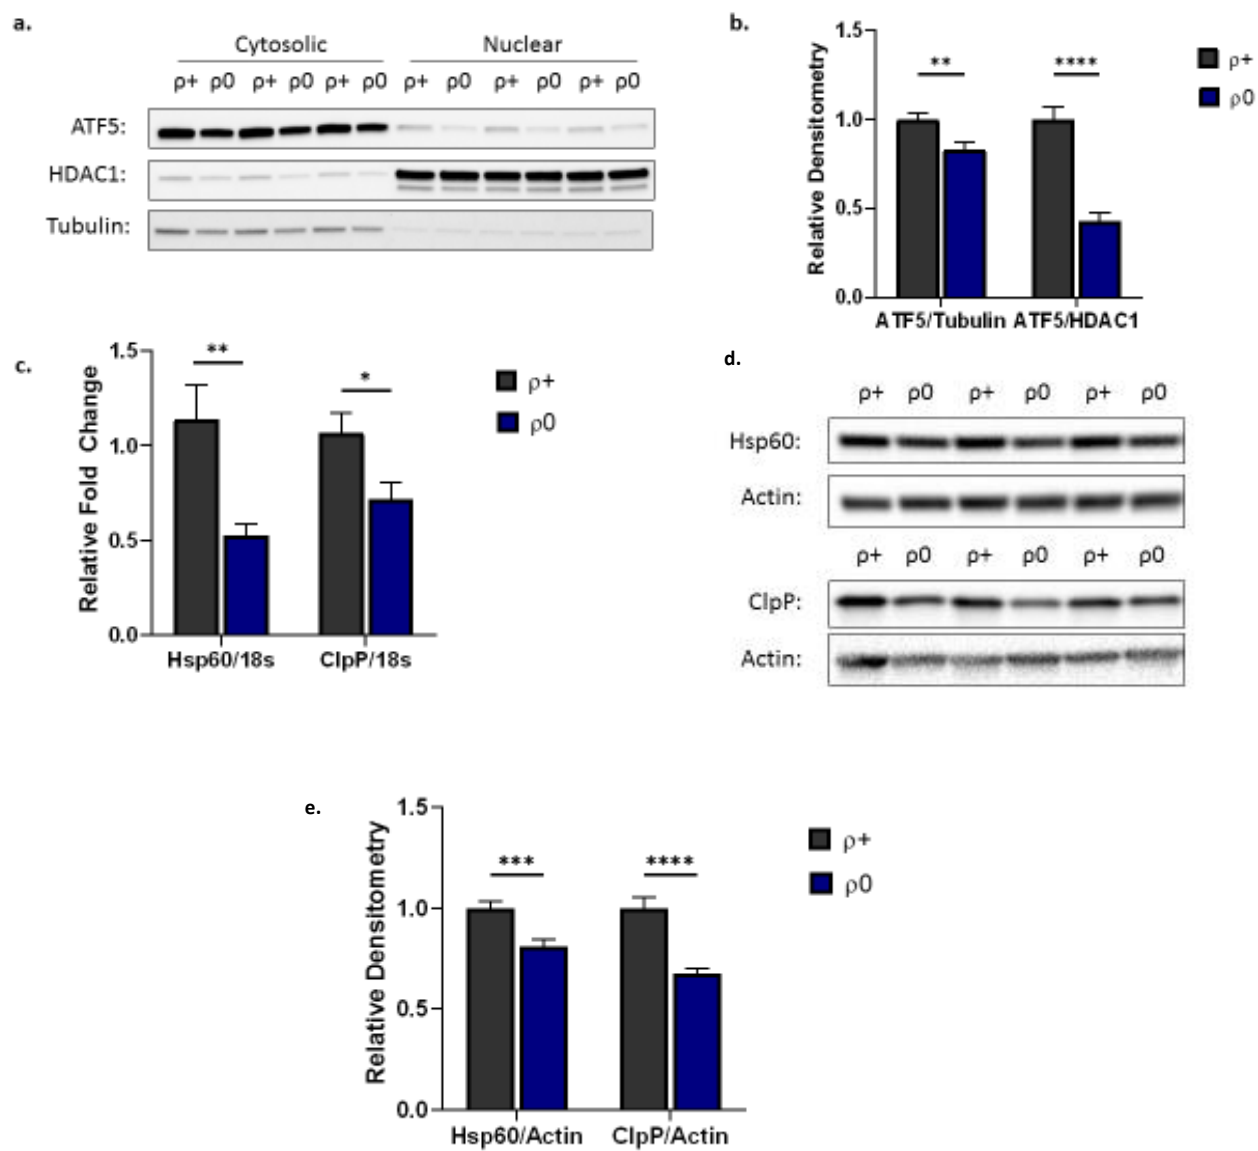 a.
Cytosolic Nuclear
ρ+ ρ0 ρ+ ρ0 ρ+ ρ0 ρ+ ρ0 ρ+ ρ0 ρ+ ρ0
ATF5:
HDAC1:
Tubulin:
b.
1.5
1.0
0.5
0.0
Relative Densitometry
** ****
ATF5/Tubulin ATF5/HDAC1
ρ+
ρ0
c.
1.5
1.0
0.5
0.0
Relative Fold Change
** *
Hsp60/18s ClpP/18s
ρ+
ρ0
d.
ρ+ ρ0 ρ+ ρ0 ρ+ ρ0
Hsp60:
Actin:
ρ+ ρ0 ρ+ ρ0 ρ+ ρ0
ClpP:
Actin:
e.
1.5
1.0
0.5
0.0
Relative Densitometry
*** ****
Hsp60/Actin ClpP/Actin
ρ+
ρ0